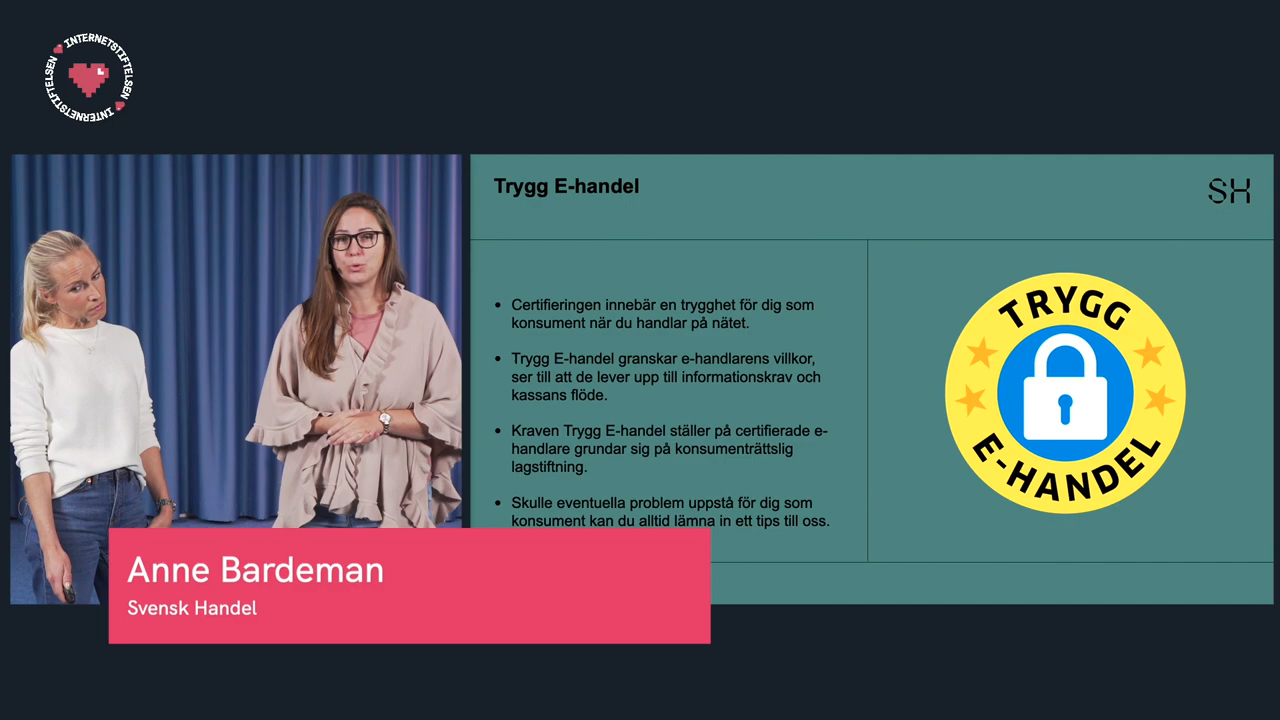 INTERNETSTIFTELSEN
INTERNETSTIFTELSEN
Trygg E-handel
SH
• Certifieringen innebär en trygghet för dig som
konsument när du handlar på nätet.
• Trygg E-handel granskar e-handlarens villkor,
ser till att de lever upp till informationskrav och
kassans flöde.
• Kraven Trygg E-handel ställer på certifierade e-
handlare grundar sig på konsumenträttslig
lagstiftning.
• Skulle eventuella problem uppstå för dig som
konsument kan du alltid lämna in ett tips till oss.
TRYGG
E-HANDEL
Anne Bardeman
Svensk Handel